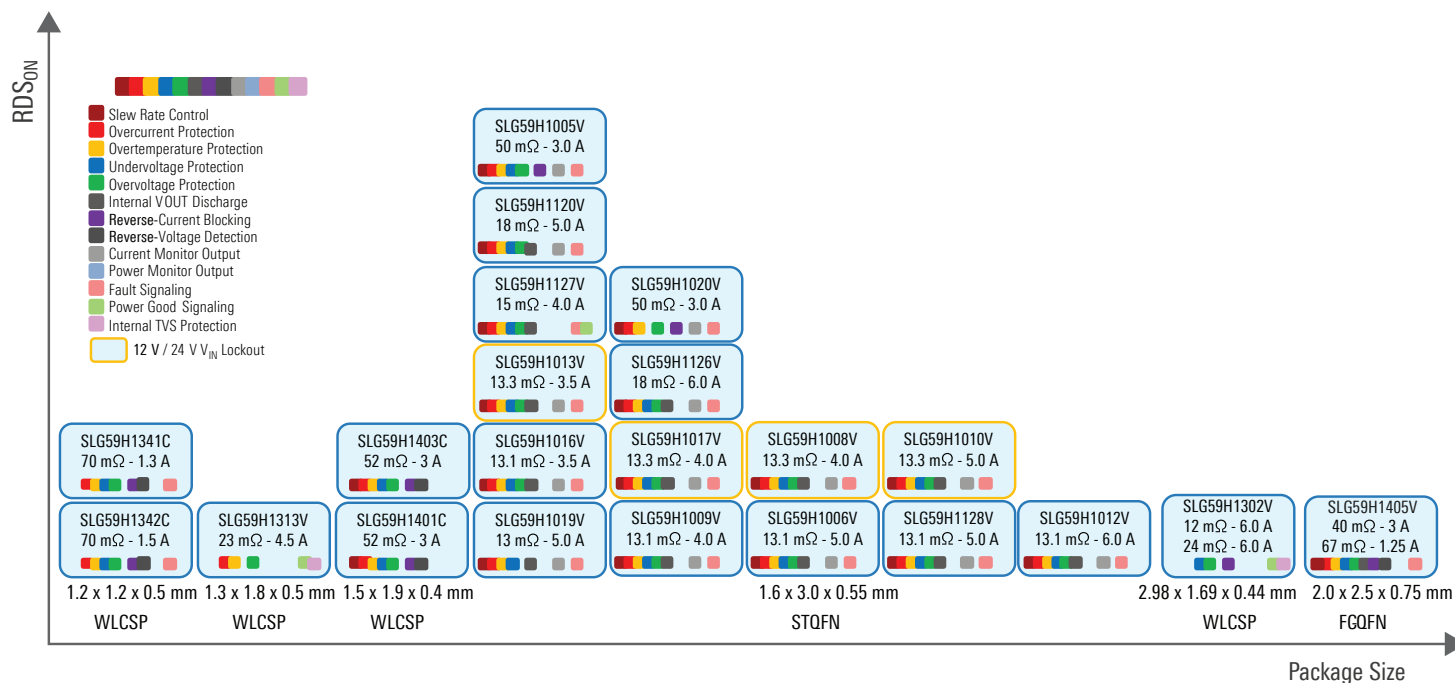 RDS_ON
Slew Rate Control
Overcurrent Protection
Overtemperature Protection
Undervoltage Protection
Overvoltage Protection
Internal VOUT Discharge
Reverse-Current Blocking
Reverse-Voltage Detection
Current Monitor Output
Power Monitor Output
Fault Signaling
Power Good Signaling
Internal TVS Protection
12 V / 24 V V_IN Lockout
SLG59H1005V
50 mΩ - 3.0 A
SLG59H1120V
18 mΩ - 5.0 A
SLG59H1127V
15 mΩ - 4.0 A
SLG59H1020V
50 mΩ - 3.0 A
SLG59H1013V
13.3 mΩ - 3.5 A
SLG59H1126V
18 mΩ - 6.0 A
SLG59H1341C
70 mΩ - 1.3 A
SLG59H1403C
52 mΩ - 3 A
SLG59H1016V
13.1 mΩ - 3.5 A
SLG59H1017V
13.3 mΩ - 4.0 A
SLG59H1008V
13.3 mΩ - 4.0 A
SLG59H1010V
13.3 mΩ - 5.0 A
SLG59H1342C
70 mΩ - 1.5 A
SLG59H1313V
23 mΩ - 4.5 A
SLG59H1401C
52 mΩ - 3 A
SLG59H1019V
13 mΩ - 5.0 A
SLG59H1009V
13.1 mΩ - 4.0 A
SLG59H1006V
13.1 mΩ - 5.0 A
SLG59H1128V
13.1 mΩ - 5.0 A
SLG59H1012V
13.1 mΩ - 6.0 A
SLG59H1302V
12 mΩ - 6.0 A
24 mΩ - 6.0 A
SLG59H1405V
40 mΩ - 3 A
67 mΩ - 1.25 A
1.2 x 1.2 x 0.5 mm
WLCSP
1.3 x 1.8 x 0.5 mm
WLCSP
1.5 x 1.9 x 0.4 mm
WLCSP
1.6 x 3.0 x 0.55 mm
STQFN
2.98 x 1.69 x 0.44 mm
WLCSP
2.0 x 2.5 x 0.75 mm
FGQFN
Package Size